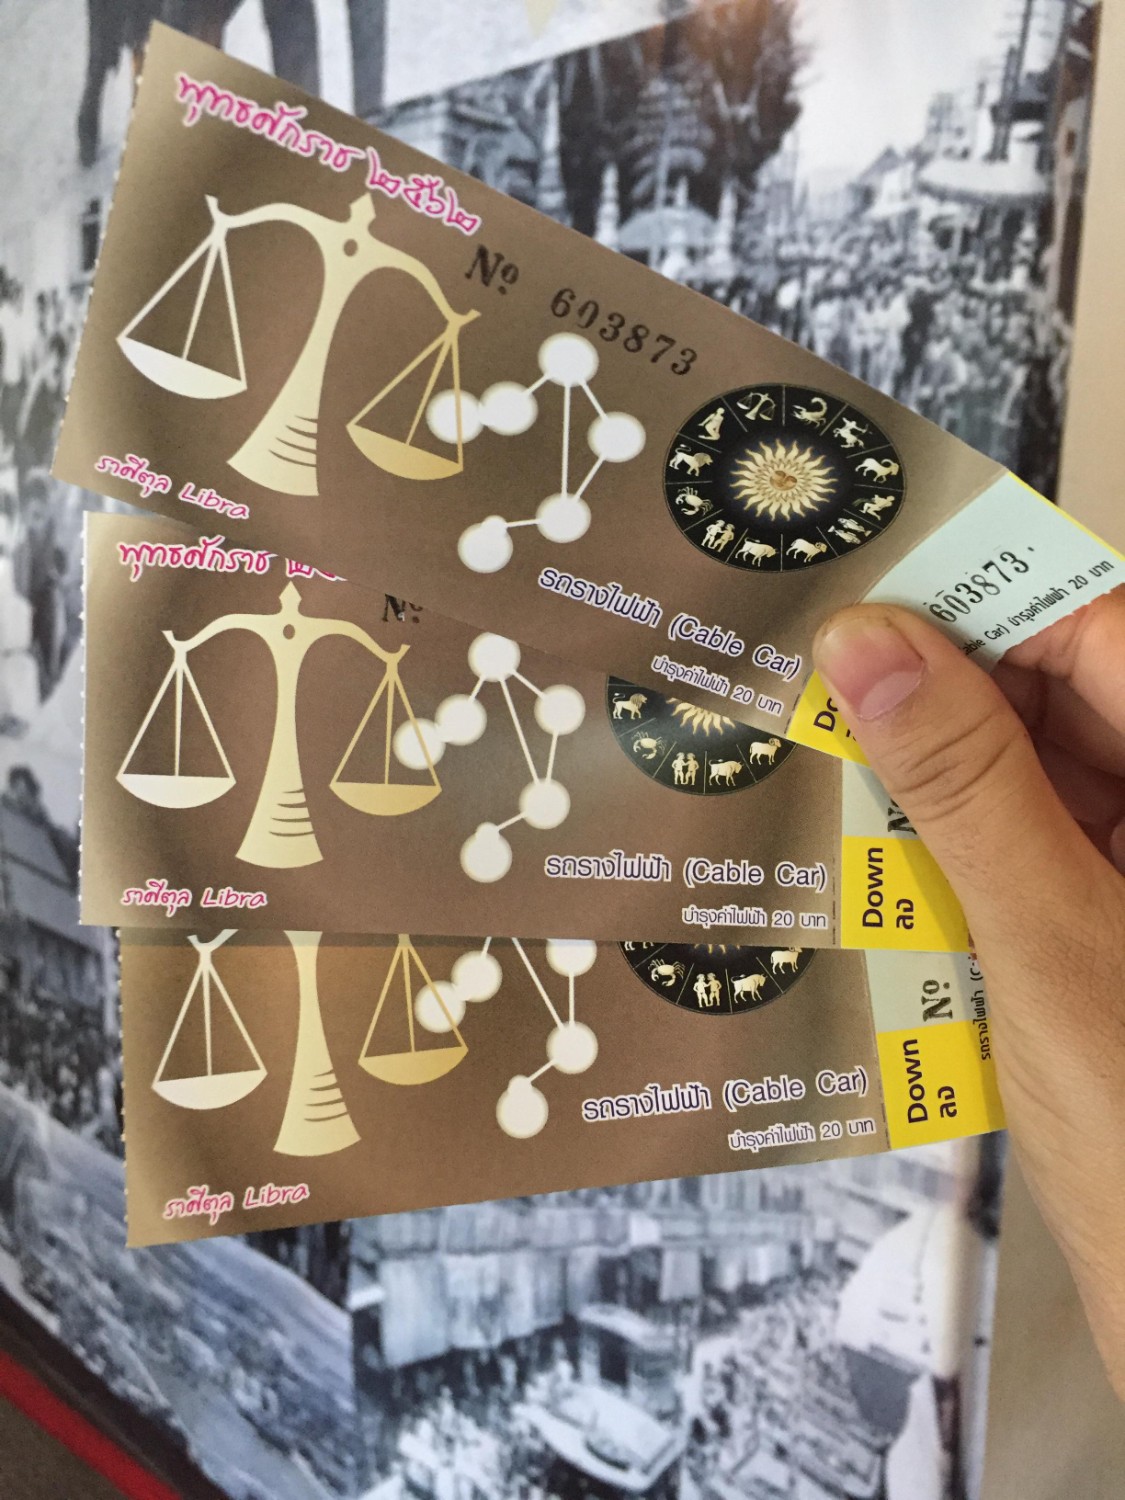 พุทธศักราช ๒๕๖๒
Nº 603873
ราศีตุล Libra
รถรางไฟฟ้า (Cable Car)
บำรุงค่าไฟฟ้า 20 บาท
603873
Car) บำรุงค่าไฟฟ้า 20 บาท
พุทธศักราช
Nº
ราศีตุล Libra
รถรางไฟฟ้า (Cable Car)
บำรุงค่าไฟฟ้า 20 บาท
Down
ลง
ราศีตุล Libra
รถรางไฟฟ้า (Cable Car)
บำรุงค่าไฟฟ้า 20 บาท
Down
ลง
Nº
รถรางไฟฟ้า